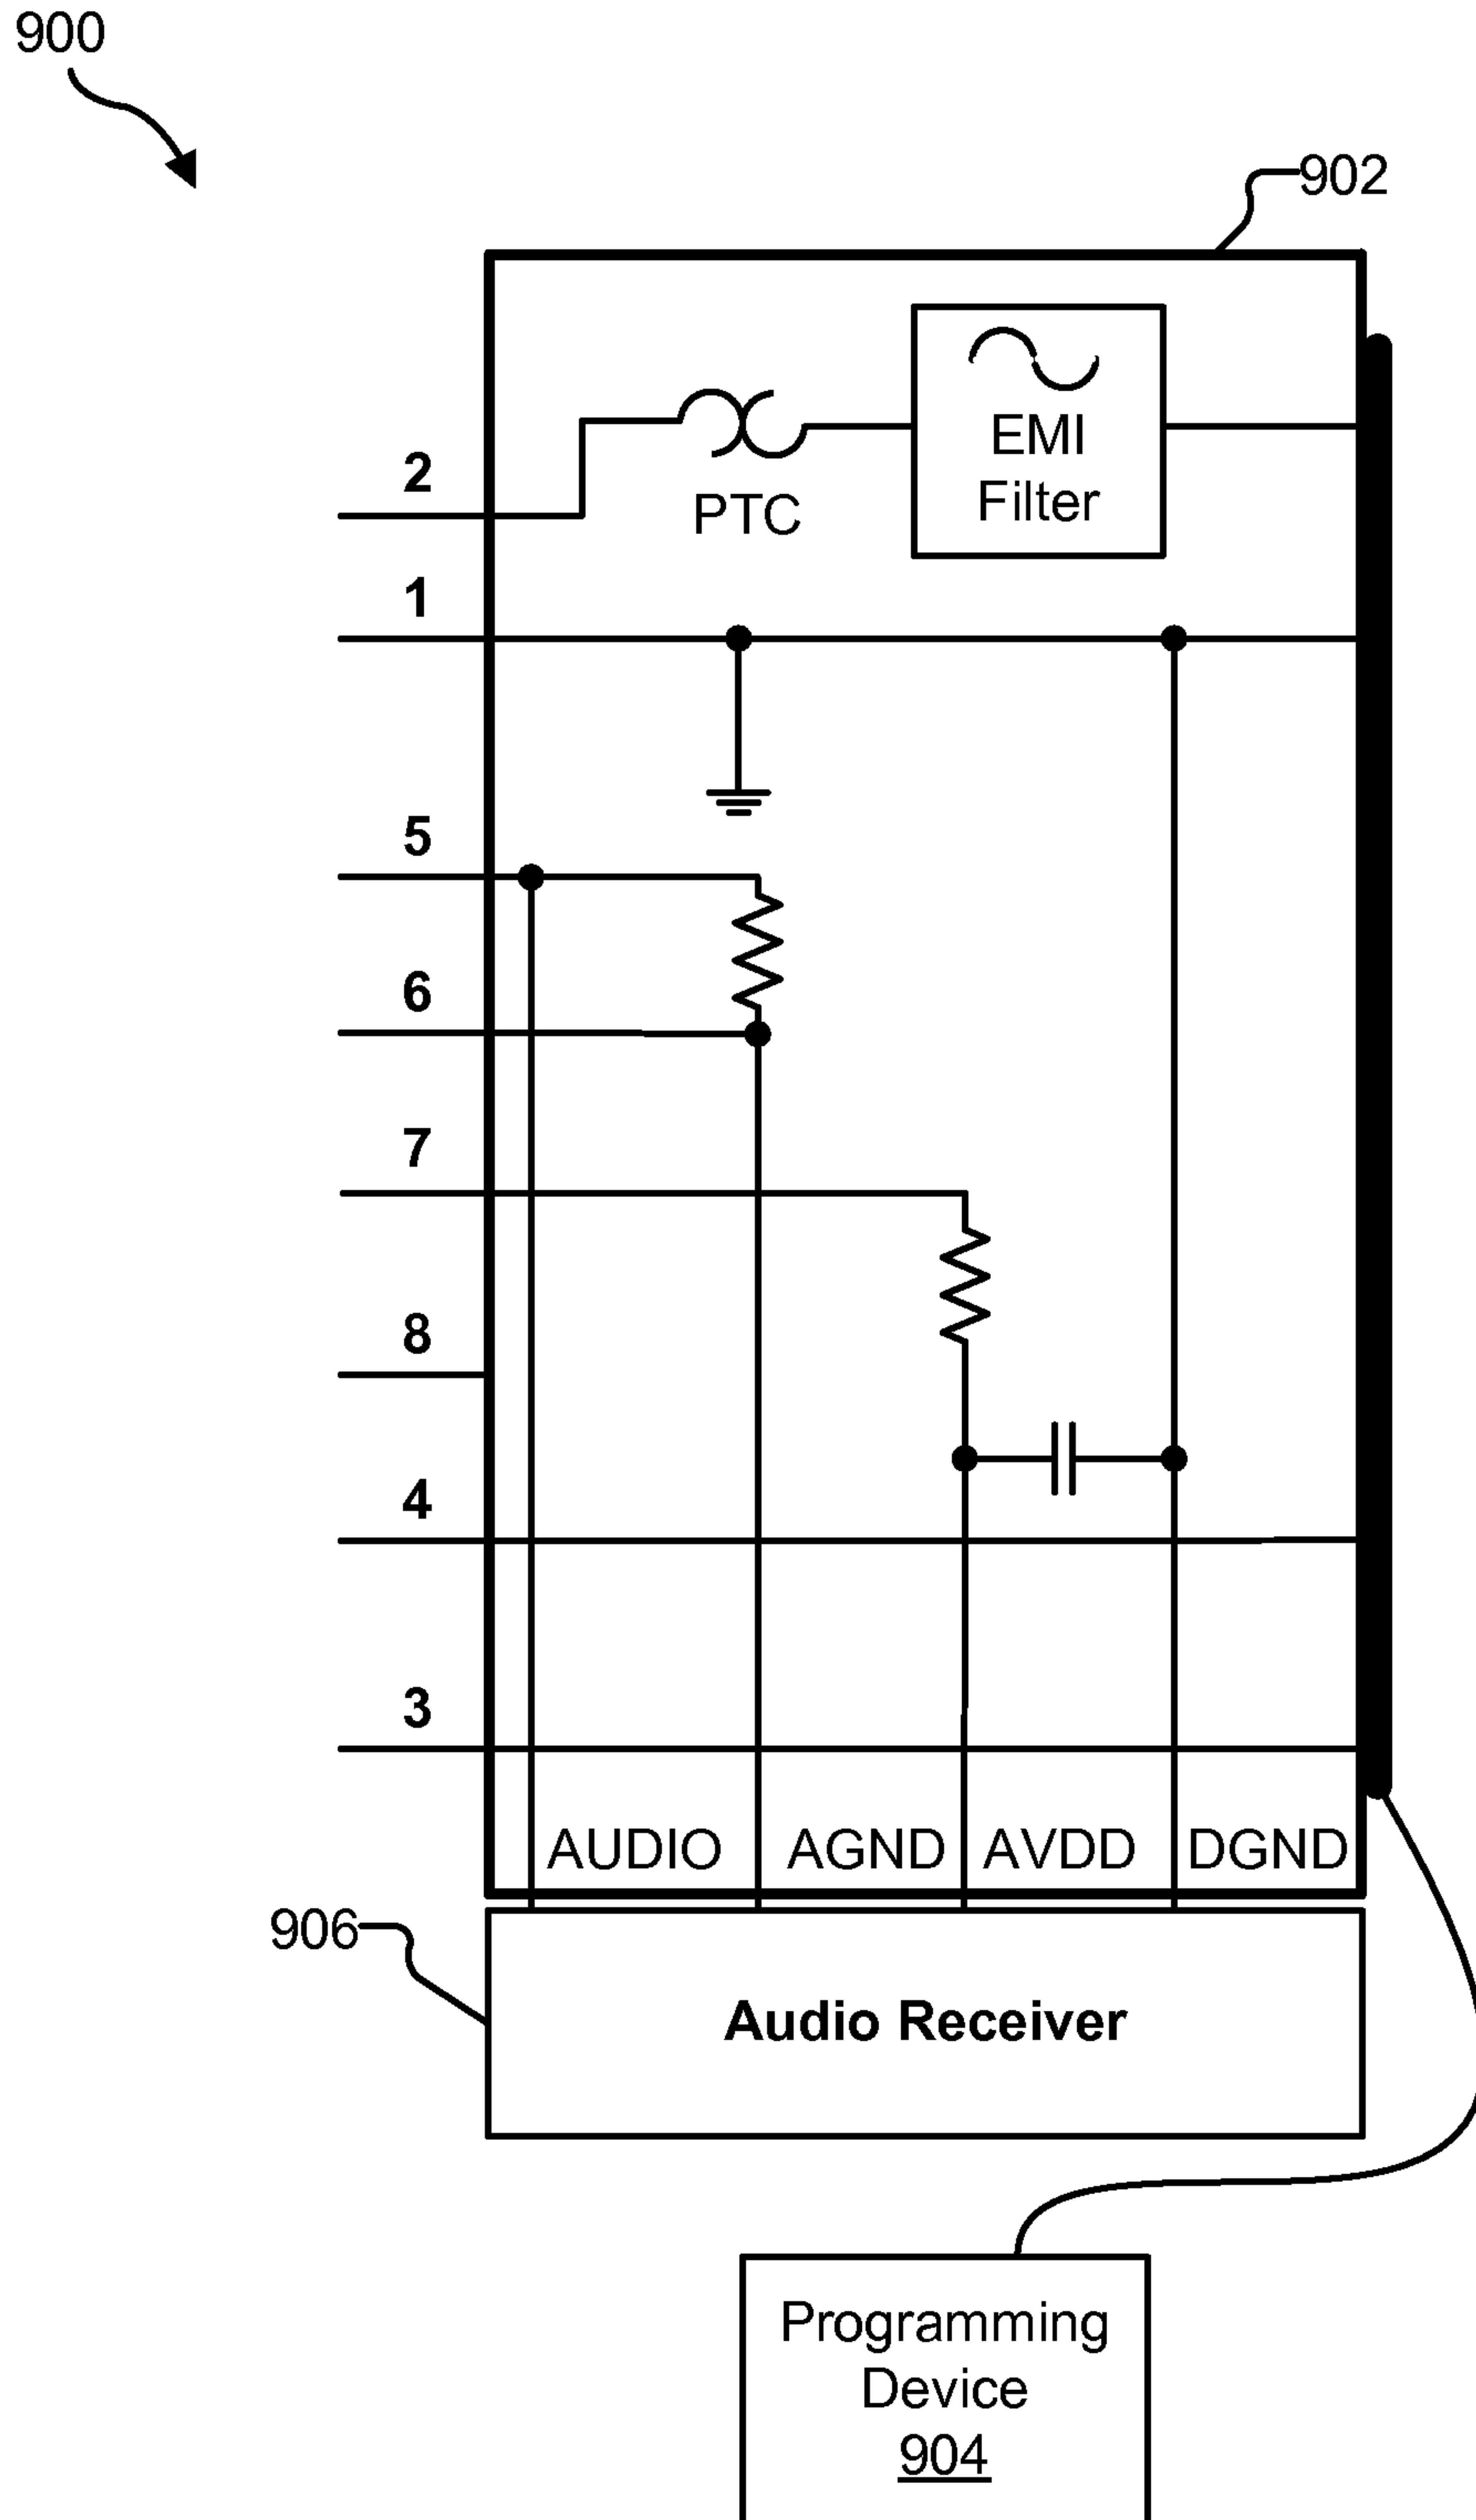 900
902
EMI
Filter
2
PTC
1
5
6
7
8
4
3
AUDIO AGND AVDD DGND
906
Audio Receiver
Programming
Device
904